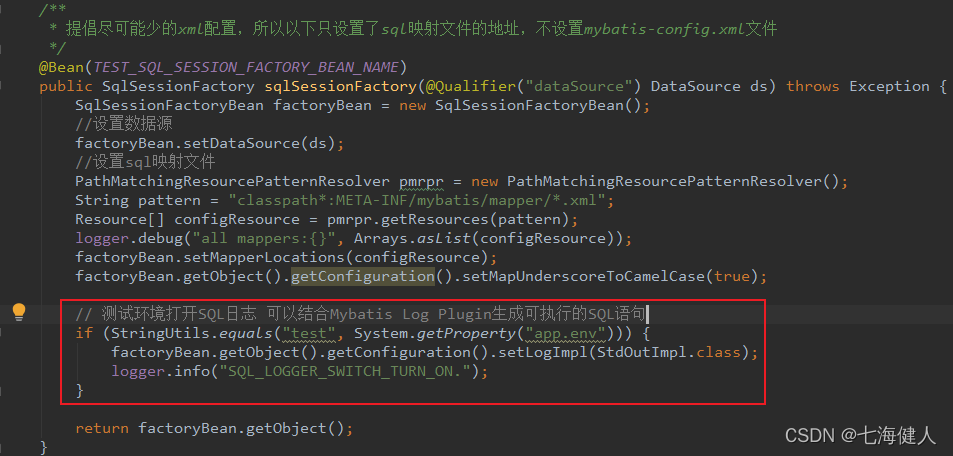 /**
 * 提倡尽可能少的xml配置，所以以下只设置了sql映射文件的地址，不设置mybatis-config.xml文件
 */
@Bean(TEST_SQL_SESSION_FACTORY_BEAN_NAME)
public SqlSessionFactory sqlSessionFactory(@Qualifier("dataSource") DataSource ds) throws Exception {
    SqlSessionFactoryBean factoryBean = new SqlSessionFactoryBean();
    //设置数据源
    factoryBean.setDataSource(ds);
    //设置sql映射文件
    PathMatchingResourcePatternResolver pmrpr = new PathMatchingResourcePatternResolver();
    String pattern = "classpath*:META-INF/mybatis/mapper/*.xml";
    Resource[] configResource = pmrpr.getResources(pattern);
    logger.debug("all mappers:{}", Arrays.asList(configResource));
    factoryBean.setMapperLocations(configResource);
    factoryBean.getObject().getConfiguration().setMapUnderscoreToCamelCase(true);
    // 测试环境打开SQL日志 可以结合Mybatis Log Plugin生成可执行的SQL语句
    if (StringUtils.equals("test", System.getProperty("app.env"))) {
        factoryBean.getObject().getConfiguration().setLogImpl(StdOutImpl.class);
        logger.info("SQL_LOGGER_SWITCH_TURN_ON.");
    }
    return factoryBean.getObject();
}
CSDN @七海健人